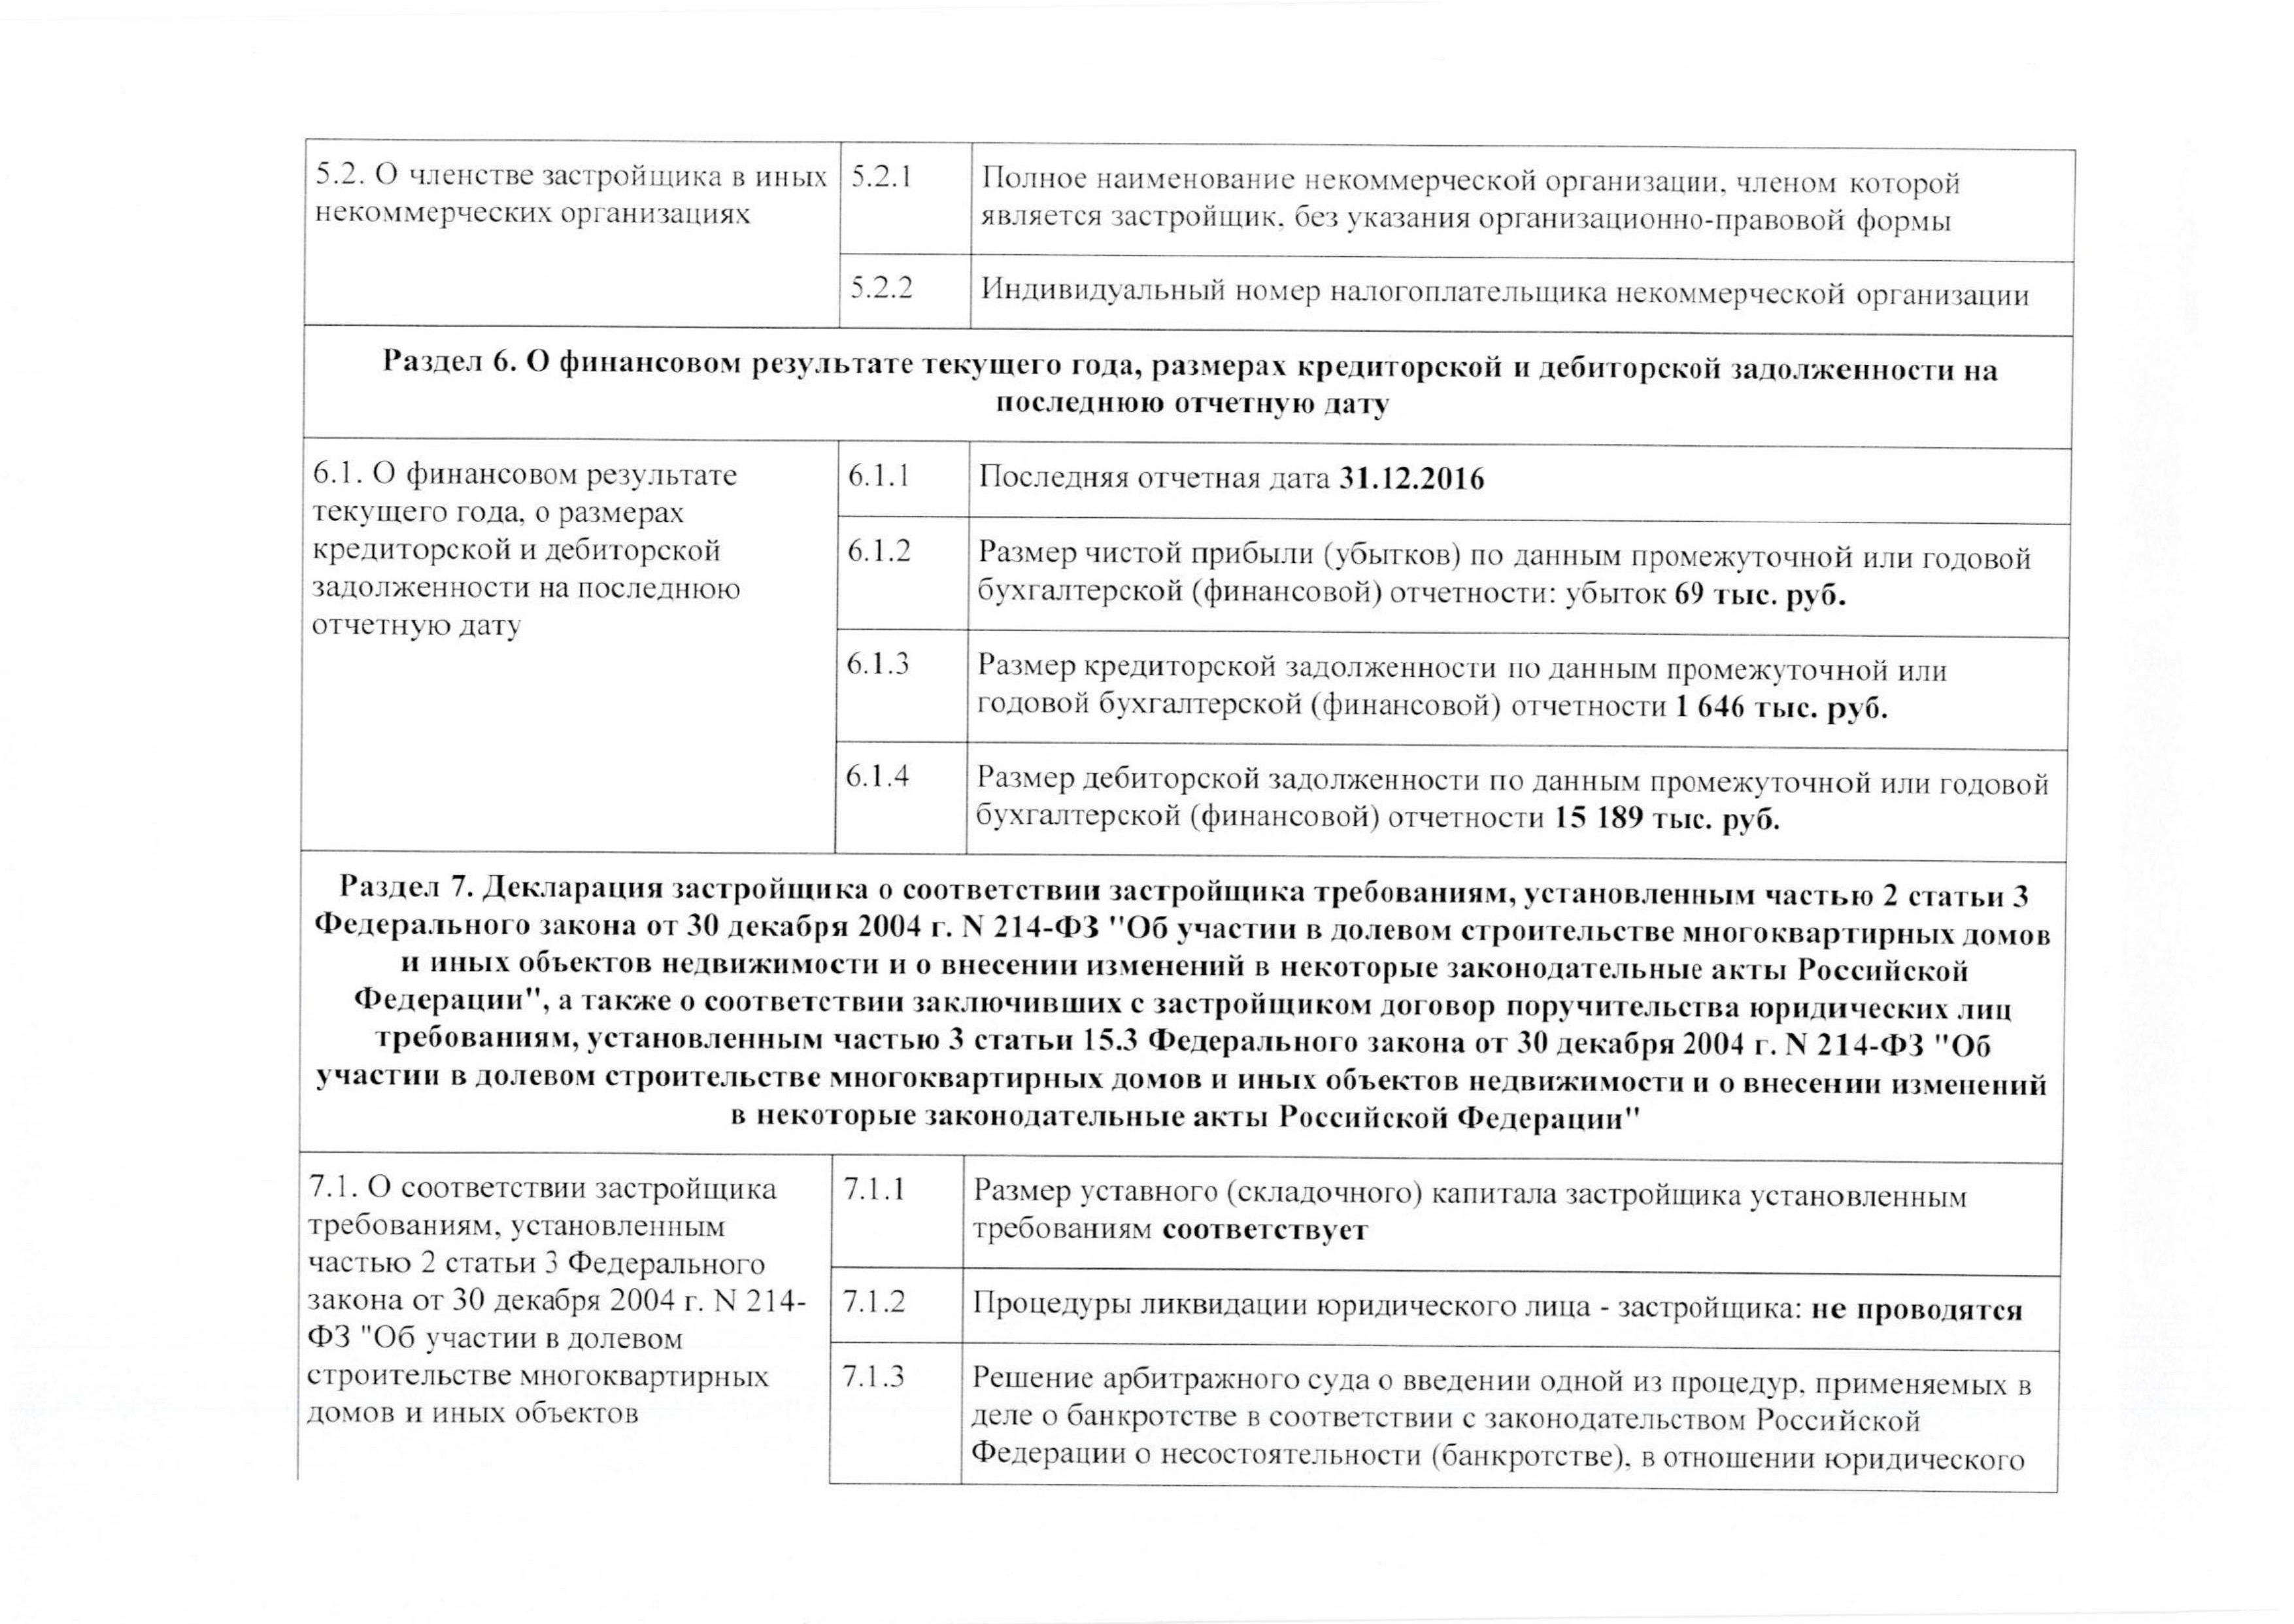 5.2. О членстве застройщика в иных
некоммерческих организациях
5.2.1
Полное наименование некоммерческой организации, членом которой
является застройщик, без указания организационно-правовой формы
5.2.2
Индивидуальный номер налогоплательщика некоммерческой организации
Раздел 6. О финансовом результате текущего года, размерах кредиторской и дебиторской задолженности на
последнюю отчетную дату
6.1. О финансовом результате
текущего года, о размерах
кредиторской и дебиторской
задолженности на последнюю
отчетную дату
6.1.1
Последняя отчетная дата 31.12.2016
6.1.2
Размер чистой прибыли (убытков) по данным промежуточной или годовой
бухгалтерской (финансовой) отчетности: убыток 69 тыс. руб.
6.1.3
Размер кредиторской задолженности по данным промежуточной или
годовой бухгалтерской (финансовой) отчетности 1 646 тыс. руб.
6.1.4
Размер дебиторской задолженности по данным промежуточной или годовой
бухгалтерской (финансовой) отчетности 15 189 тыс. руб.
Раздел 7. Декларация застройщика о соответствии застройщика требованиям, установленным частью 2 статьи 3
Федерального закона от 30 декабря 2004 г. N 214-ФЗ "Об участии в долевом строительстве многоквартирных домов
и иных объектов недвижимости и о внесении изменений в некоторые законодательные акты Российской
Федерации", а также о соответствии заключивших с застройщиком договор поручительства юридических лиц
требованиям, установленным частью 3 статьи 15.3 Федерального закона от 30 декабря 2004 г. N 214-ФЗ "Об
участии в долевом строительстве многоквартирных домов и иных объектов недвижимости и о внесении изменений
в некоторые законодательные акты Российской Федерации"
7.1. О соответствии застройщика
требованиям, установленным
частью 2 статьи 3 Федерального
закона от 30 декабря 2004 г. N 214-
ФЗ "Об участии в долевом
строительстве многоквартирных
домов и иных объектов
7.1.1
Размер уставного (складочного) капитала застройщика установленным
требованиям соответствует
7.1.2
Процедуры ликвидации юридического лица - застройщика: не проводятся
7.1.3
Решение арбитражного суда о введении одной из процедур, применяемых в
деле о банкротстве в соответствии с законодательством Российской
Федерации о несостоятельности (банкротстве), в отношении юридического